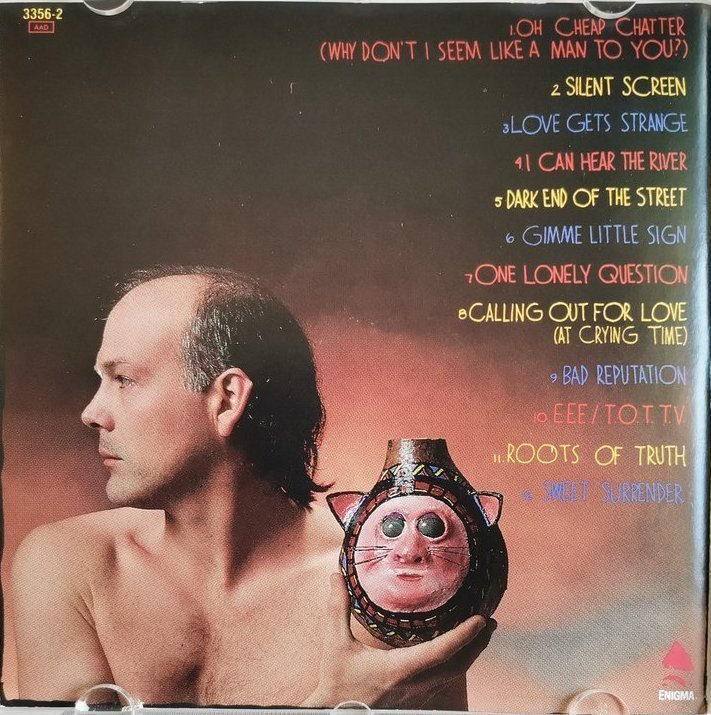 3356-2
AAD
1. OH CHEAP CHATTER
(WHY DON'T I SEEM LIKE A MAN TO YOU?)
2 SILENT SCREEN
3 LOVE GETS STRANGE
4 I CAN HEAR THE RIVER
5 DARK END OF THE STREET
6 GIMME LITTLE SIGN
7 ONE LONELY QUESTION
8 CALLING OUT FOR LOVE
(AT CRYING TIME)
9 BAD REPUTATION
10 EEE/T.O.T.T.V.
11. ROOTS OF TRUTH
12 SWEET SURRENDER
ENIGMA